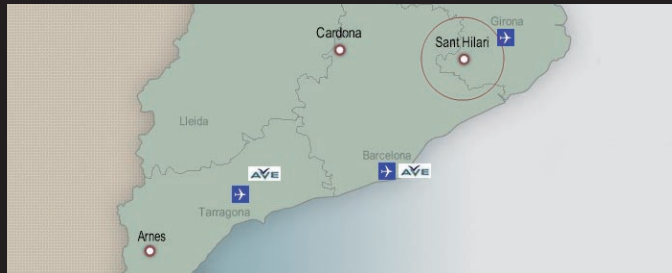 Girona
Cardona
Sant Hilari
Lleida
Barcelona
AVE
AVE
Tarragona
Arnes